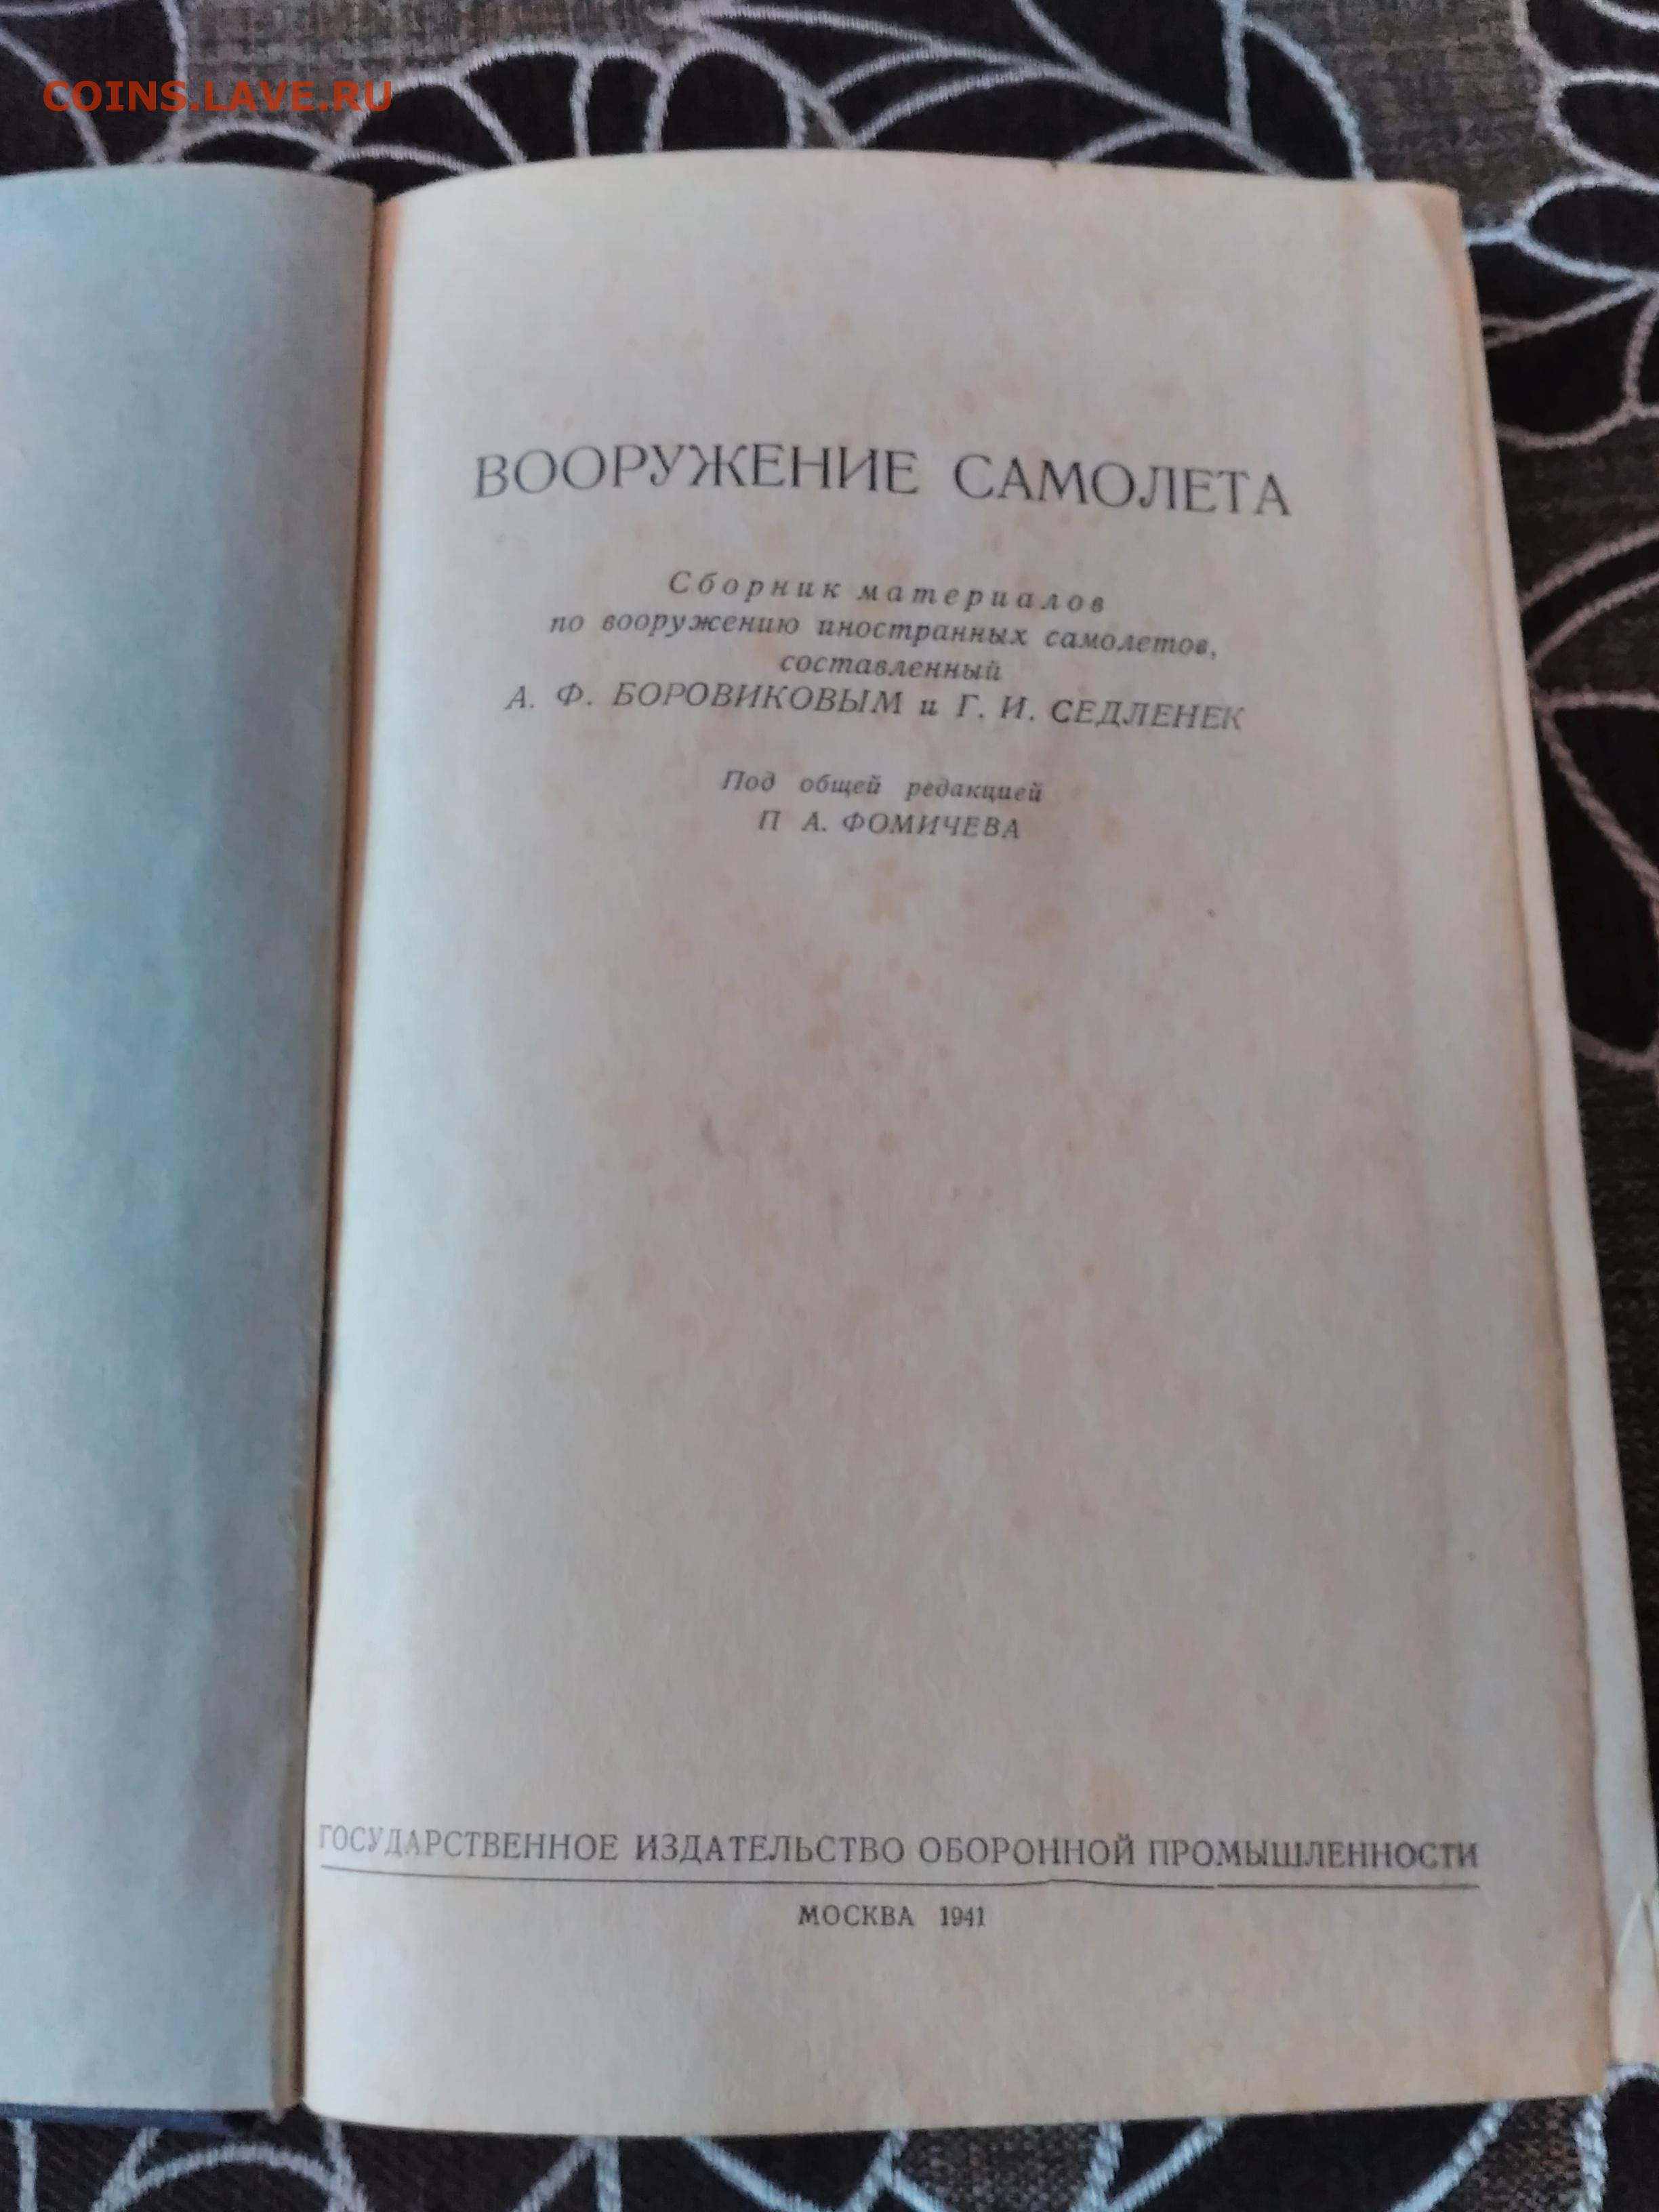 COINS.LAVE.RU
ВООРУЖЕНИЕ САМОЛЕТА
Сборник материалов
по вооружению иностранных самолетов,
составленный
А. Ф. БОРОВИКОВЫМ и Г. И. СЕДЛЕНЕК
Под общей редакцией
П А. ФОМИЧЕВА
ГОСУДАРСТВЕННОЕ ИЗДАТЕЛЬСТВО ОБОРОННОЙ ПРОМЫШЛЕННОСТИ
МОСКВА 1941